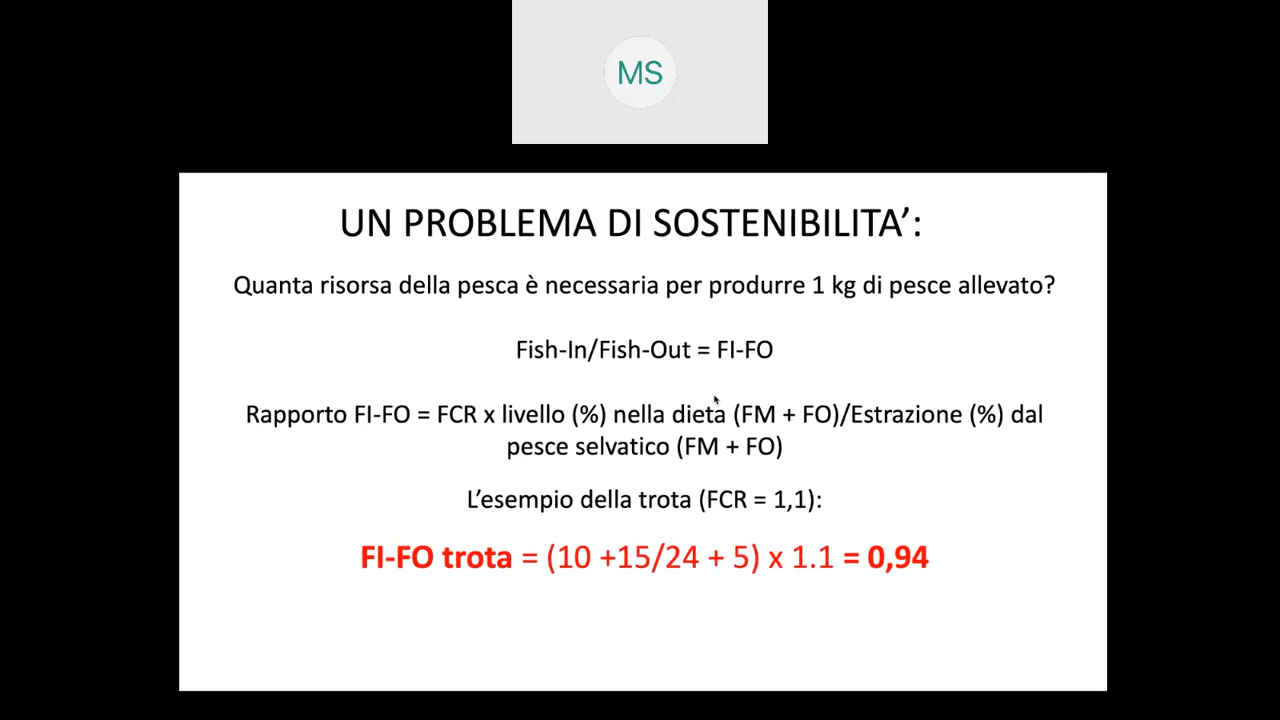 MS
UN PROBLEMA DI SOSTENIBILITA’:
Quanta risorsa della pesca è necessaria per produrre 1 kg di pesce allevato?
Fish-In/Fish-Out = FI-FO
Rapporto FI-FO = FCR x livello (%) nella dieta (FM + FO)/Estrazione (%) dal
pesce selvatico (FM + FO)
L’esempio della trota (FCR = 1,1):
FI-FO trota = (10 +15/24 + 5) x 1.1 = 0,94